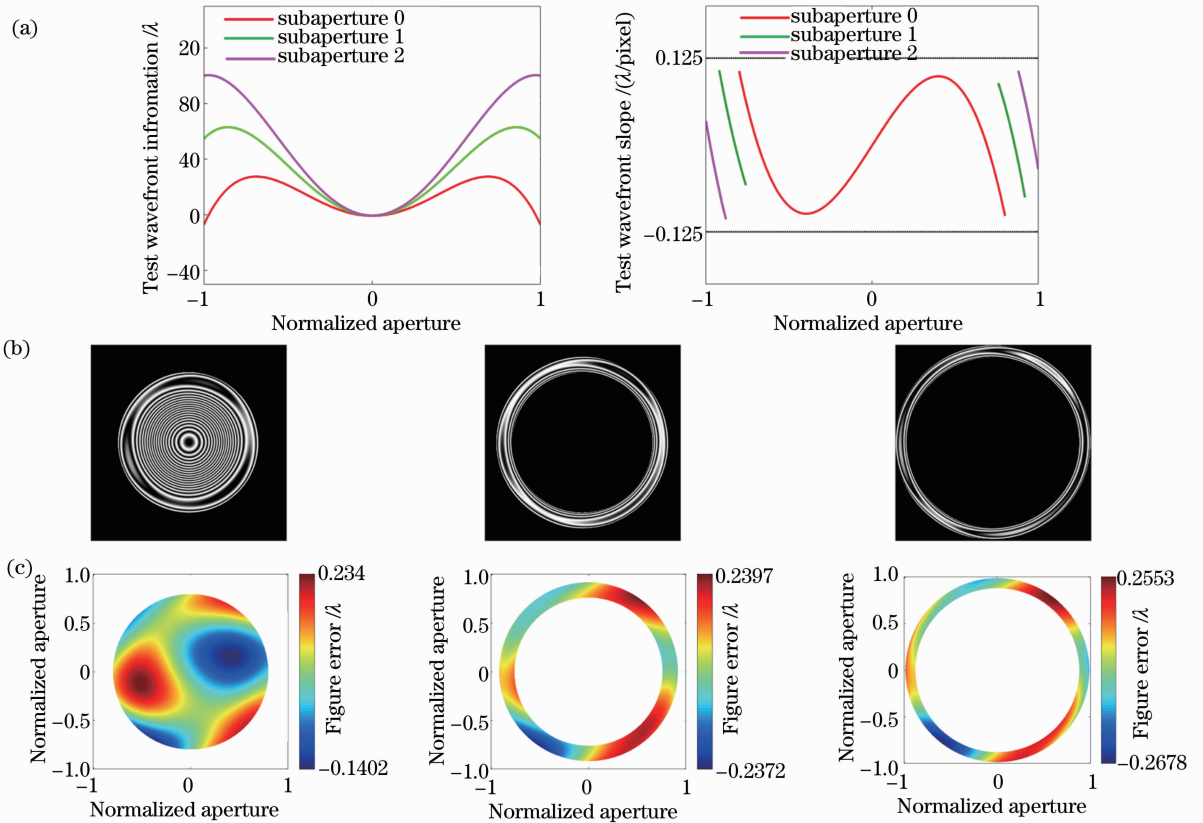 (a)
subaperture 0
subaperture 1
subaperture 2
20
80
40
0
−40
−1
0
1
Normalized aperture
Test wavefront infromation /λ
subaperture 0
subaperture 1
subaperture 2
0.125
−0.125
−1
0
1
Normalized aperture
Test wavefront slope /(λ/pixel)
(b)
(c)
1.0
0.5
0
−0.5
−1.0
−1
0
1
Normalized aperture
Normalized aperture
0.234
−0.1402
Figure error /λ
1.0
0.5
0
−0.5
−1.0
−1
0
1
Normalized aperture
Normalized aperture
0.2397
−0.2372
Figure error /λ
1.0
0.5
0
−0.5
−1.0
−1
0
1
Normalized aperture
Normalized aperture
0.2553
−0.2678
Figure error /λ